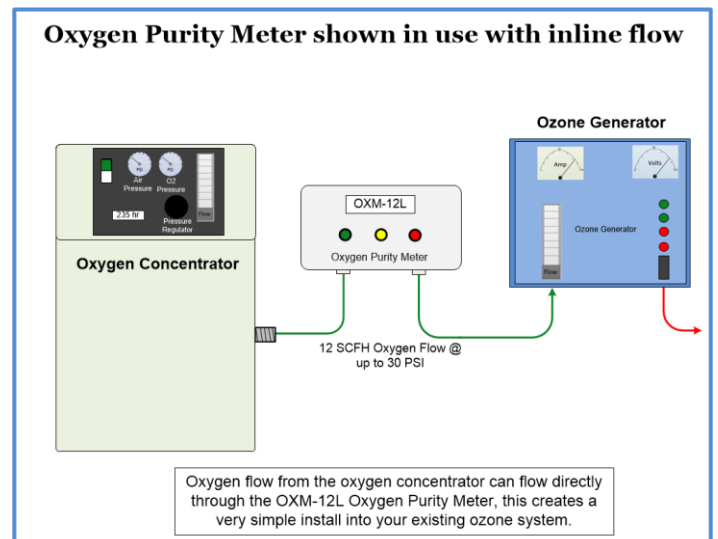 Oxygen Purity Meter shown in use with inline flow
Ozone Generator
Amp
Volts
PSI
PSI
Air
Pressure
O2
Pressure
235 hr
Pressure
Regulator
Flow
OXM-12L
Oxygen Purity Meter
Ozone Generator
Flow
Oxygen Concentrator
12 SCFH Oxygen Flow @
up to 30 PSI
Oxygen flow from the oxygen concentrator can flow directly
through the OXM-12L Oxygen Purity Meter, this creates a
very simple install into your existing ozone system.